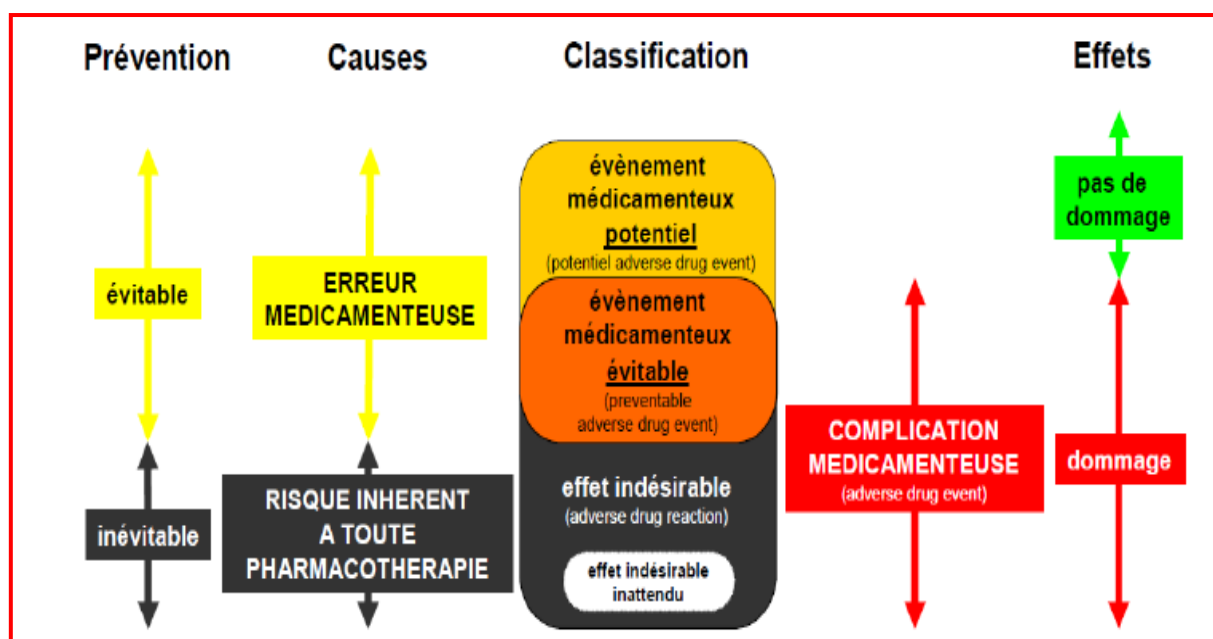 Prévention
Causes
Classification
Effets
évènement
médicamenteux
potentiel
(potentiel adverse drug event)
pas de
dommage
évitable
ERREUR
MEDICAMENTEUSE
évènement
médicamenteux
évitable
(preventable
adverse drug event)
COMPLICATION
MEDICAMENTEUSE
(adverse drug event)
dommage
inévitable
RISQUE INHERENT
A TOUTE
PHARMACOTHERAPIE
effet indésirable
(adverse drug reaction)
effet indésirable
inattendu